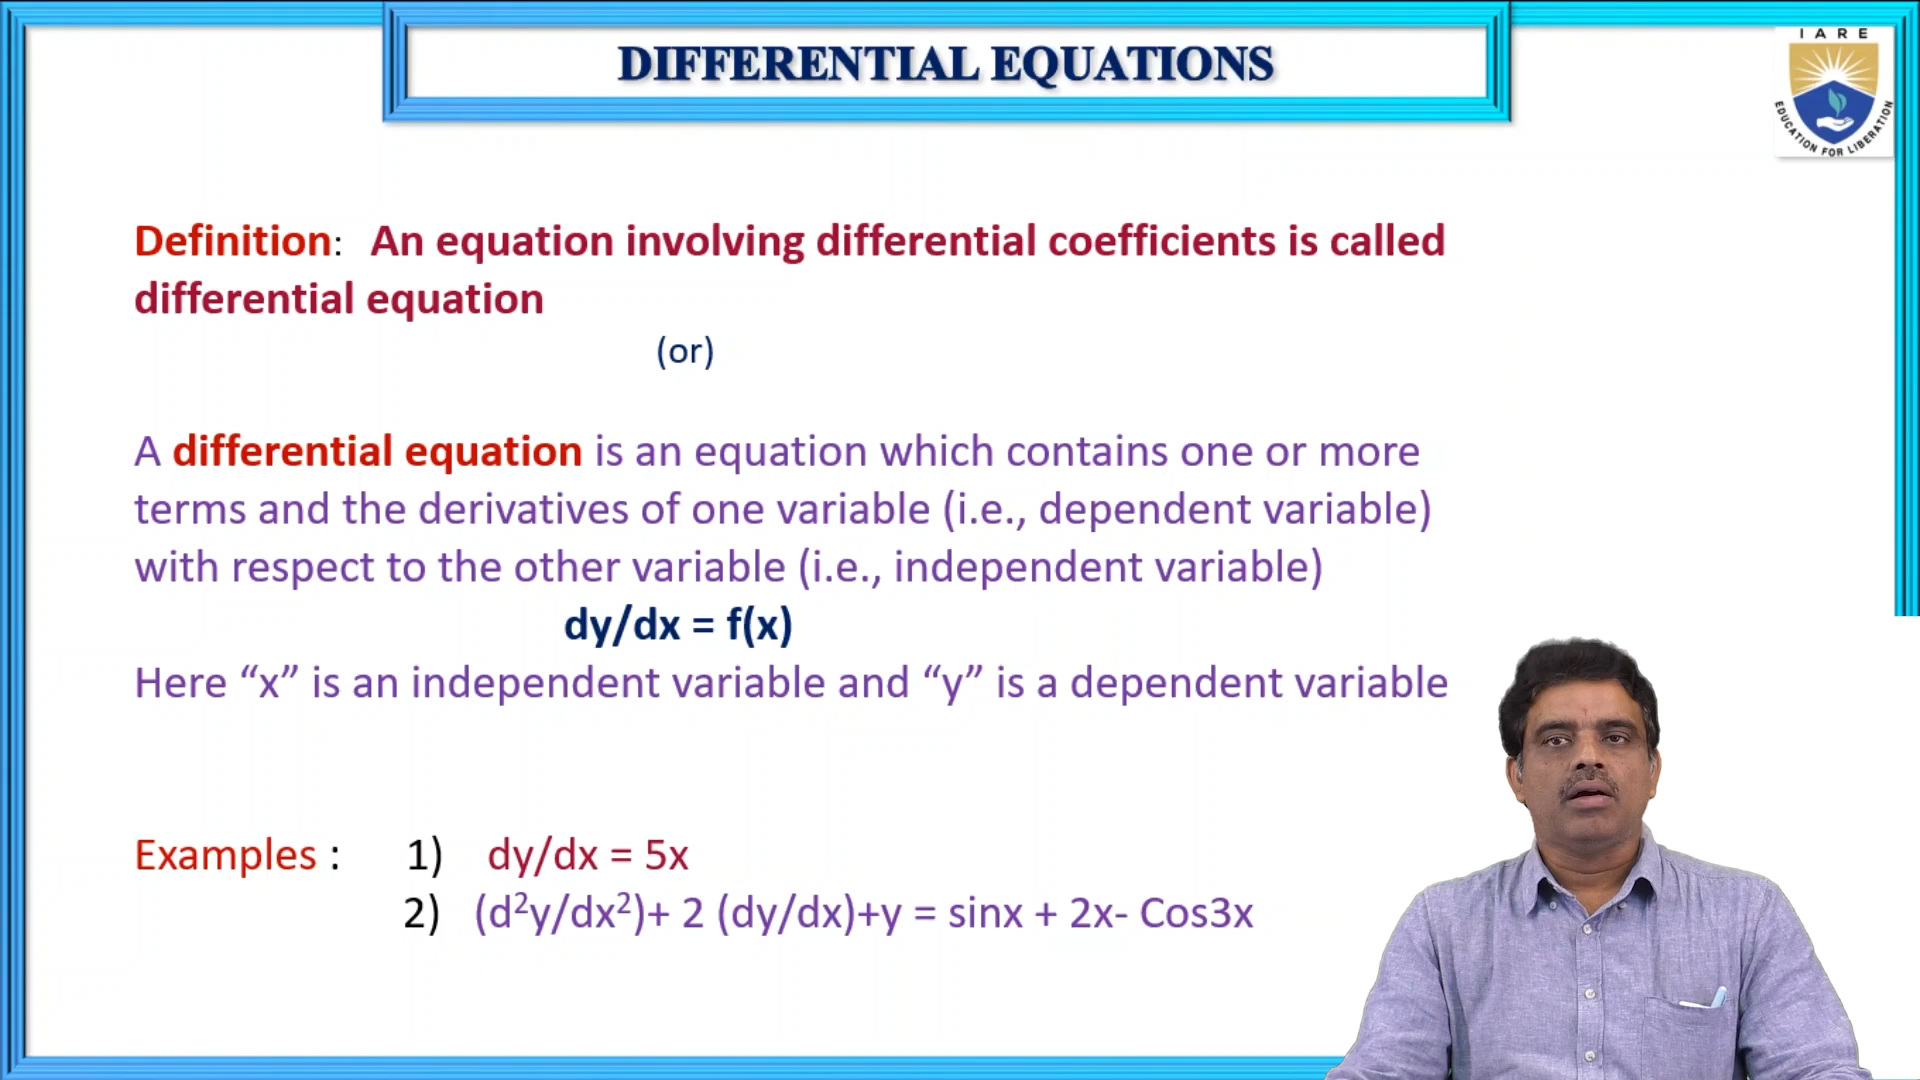 DIFFERENTIAL EQUATIONS
IARE
EDUCATION FOR LIBERATION
Definition: An equation involving differential coefficients is called
differential equation
(or)
A differential equation is an equation which contains one or more
terms and the derivatives of one variable (i.e., dependent variable)
with respect to the other variable (i.e., independent variable)
dy/dx = f(x)
Here “x” is an independent variable and “y” is a dependent variable
Examples : 1) dy/dx = 5x
2) (d²y/dx²)+ 2 (dy/dx)+y = sinx + 2x- Cos3x